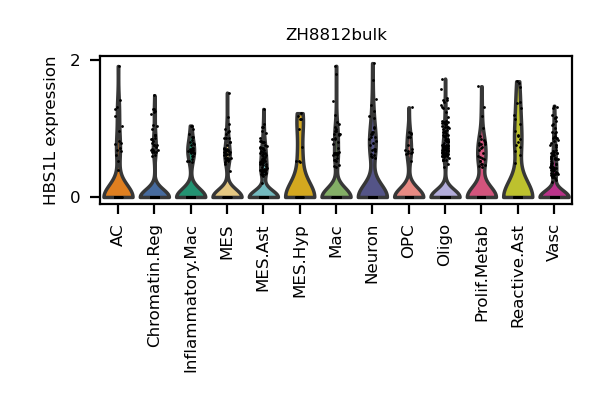 ZH8812bulk
HBS1L expression
2
0
AC
Chromatin.Reg
Inflammatory.Mac
MES
MES.Ast
MES.Hyp
Mac
Neuron
OPC
Oligo
Prolif.Metab
Reactive.Ast
Vasc